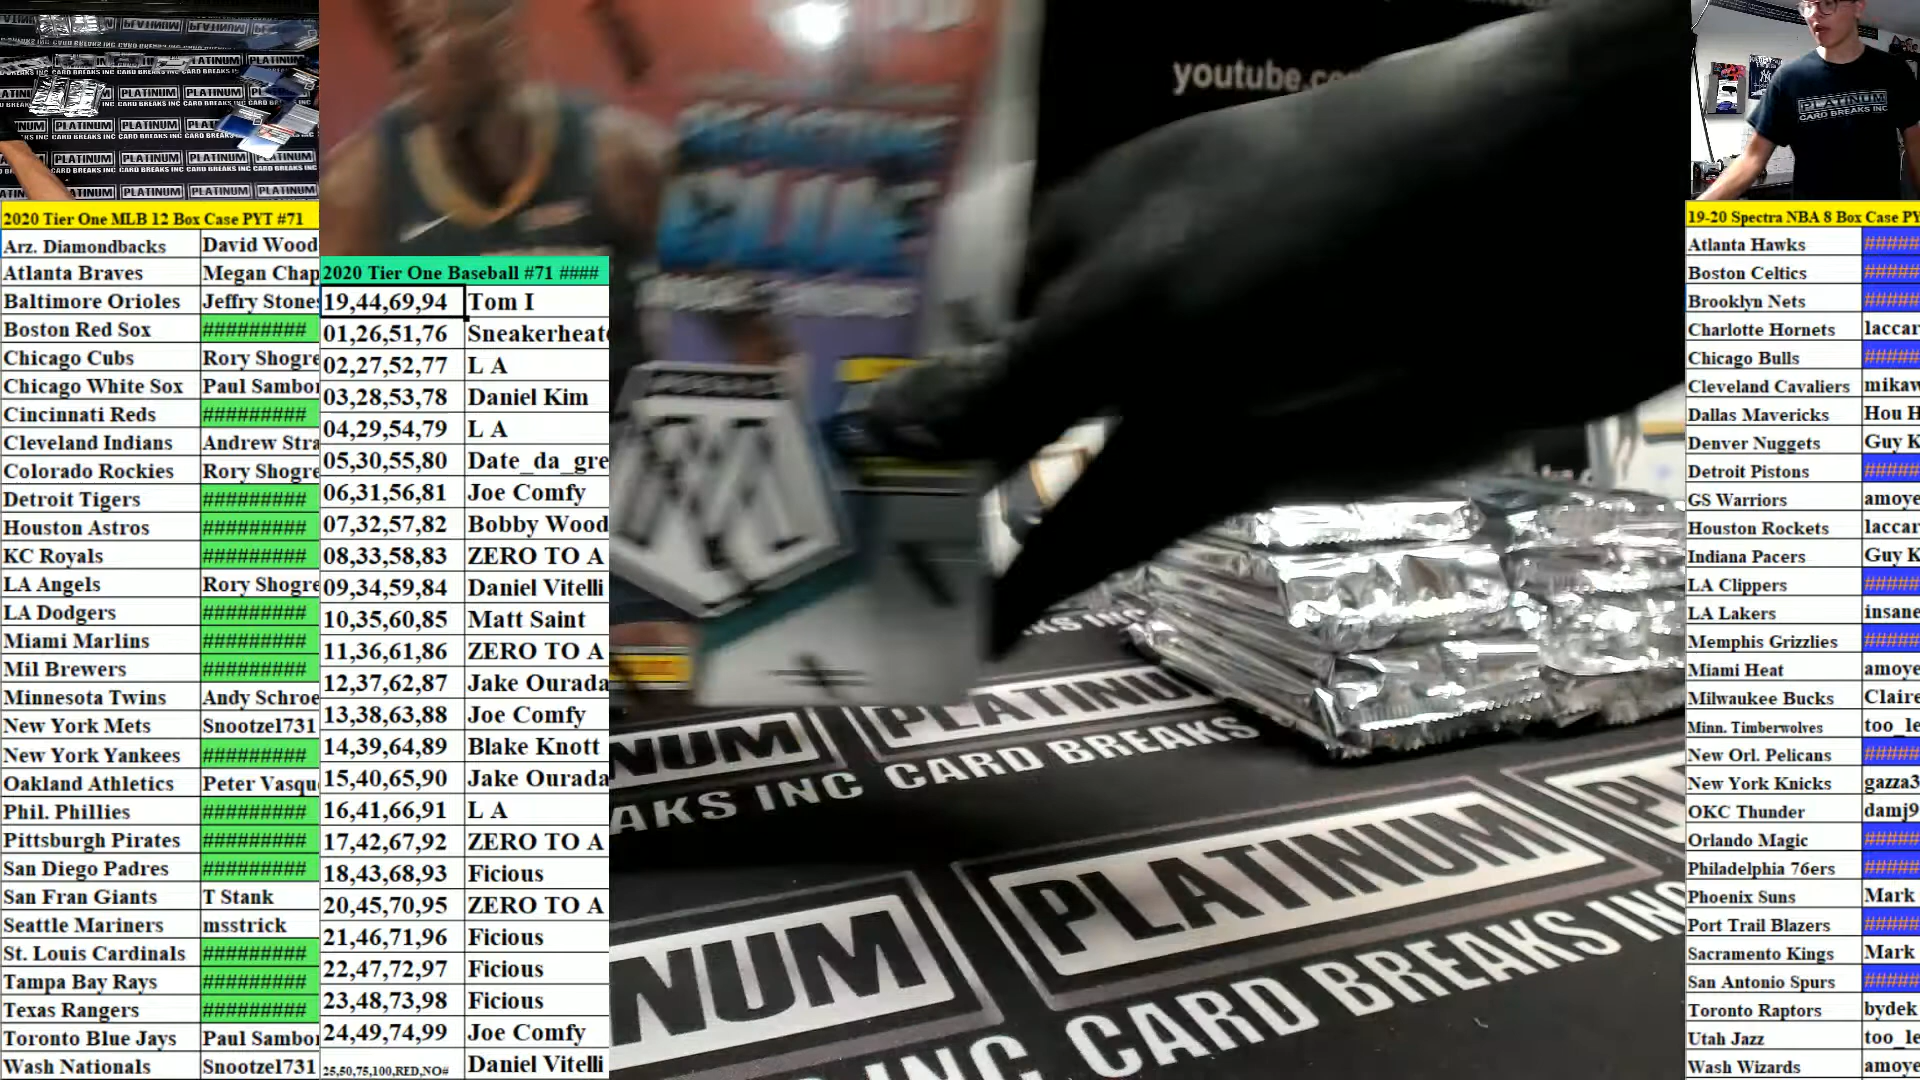 2020 Tier One MLB 12 Box Case PYT #71
Arz. Diamondbacks David Wood
Atlanta Braves Megan Chap
Baltimore Orioles Jeffry Stones
Boston Red Sox #########
Chicago Cubs Rory Shogre
Chicago White Sox Paul Sambor
Cincinnati Reds #########
Cleveland Indians Andrew Stra
Colorado Rockies Rory Shogre
Detroit Tigers #########
Houston Astros #########
KC Royals #########
LA Angels Rory Shogre
LA Dodgers #########
Miami Marlins #########
Mil Brewers #########
Minnesota Twins Andy Schroe
New York Mets Snootzel731
New York Yankees #########
Oakland Athletics Peter Vasqu
Phil. Phillies #########
Pittsburgh Pirates #########
San Diego Padres #########
San Fran Giants T Stank
Seattle Mariners msstrick
St. Louis Cardinals #########
Tampa Bay Rays #########
Texas Rangers #########
Toronto Blue Jays Paul Sambo
Wash Nationals Snootzel731
2020 Tier One Baseball #71 ####
19,44,69,94 Tom I
01,26,51,76 Sneakerheat
02,27,52,77 L A
03,28,53,78 Daniel Kim
04,29,54,79 L A
05,30,55,80 Date_da_gre
06,31,56,81 Joe Comfy
07,32,57,82 Bobby Wood
08,33,58,83 ZERO TO A
09,34,59,84 Daniel Vitelli
10,35,60,85 Matt Saint
11,36,61,86 ZERO TO A
12,37,62,87 Jake Ourada
13,38,63,88 Joe Comfy
14,39,64,89 Blake Knott
15,40,65,90 Jake Ourada
16,41,66,91 L A
17,42,67,92 ZERO TO A
18,43,68,93 Ficious
20,45,70,95 ZERO TO A
21,46,71,96 Ficious
22,47,72,97 Ficious
23,48,73,98 Ficious
24,49,74,99 Joe Comfy
25,50,75,100,RED,NO# Daniel Vitelli
youtube.co
NUM PLATINU
AKS INC CARD BREAKS
NUM PLATINUM
INC CARD BREAKS IN
PLATINUM
CARD BREAKS INC
19-20 Spectra NBA 8 Box Case PY
Atlanta Hawks #####
Boston Celtics #####
Brooklyn Nets #####
Charlotte Hornets laccar
Chicago Bulls #####
Cleveland Cavaliers mikaw
Dallas Mavericks Hou H
Denver Nuggets Guy K
Detroit Pistons #####
GS Warriors amoye
Houston Rockets laccar
Indiana Pacers Guy K
LA Clippers #####
LA Lakers insane
Memphis Grizzlies #####
Miami Heat amoye
Milwaukee Bucks Claire
Minn. Timberwolves too_le
New Orl. Pelicans #####
New York Knicks gazza3
OKC Thunder damj9
Orlando Magic #####
Philadelphia 76ers #####
Phoenix Suns Mark
Port Trail Blazers #####
Sacramento Kings Mark
San Antonio Spurs #####
Toronto Raptors bydek
Utah Jazz too_le
Wash Wizards amoye